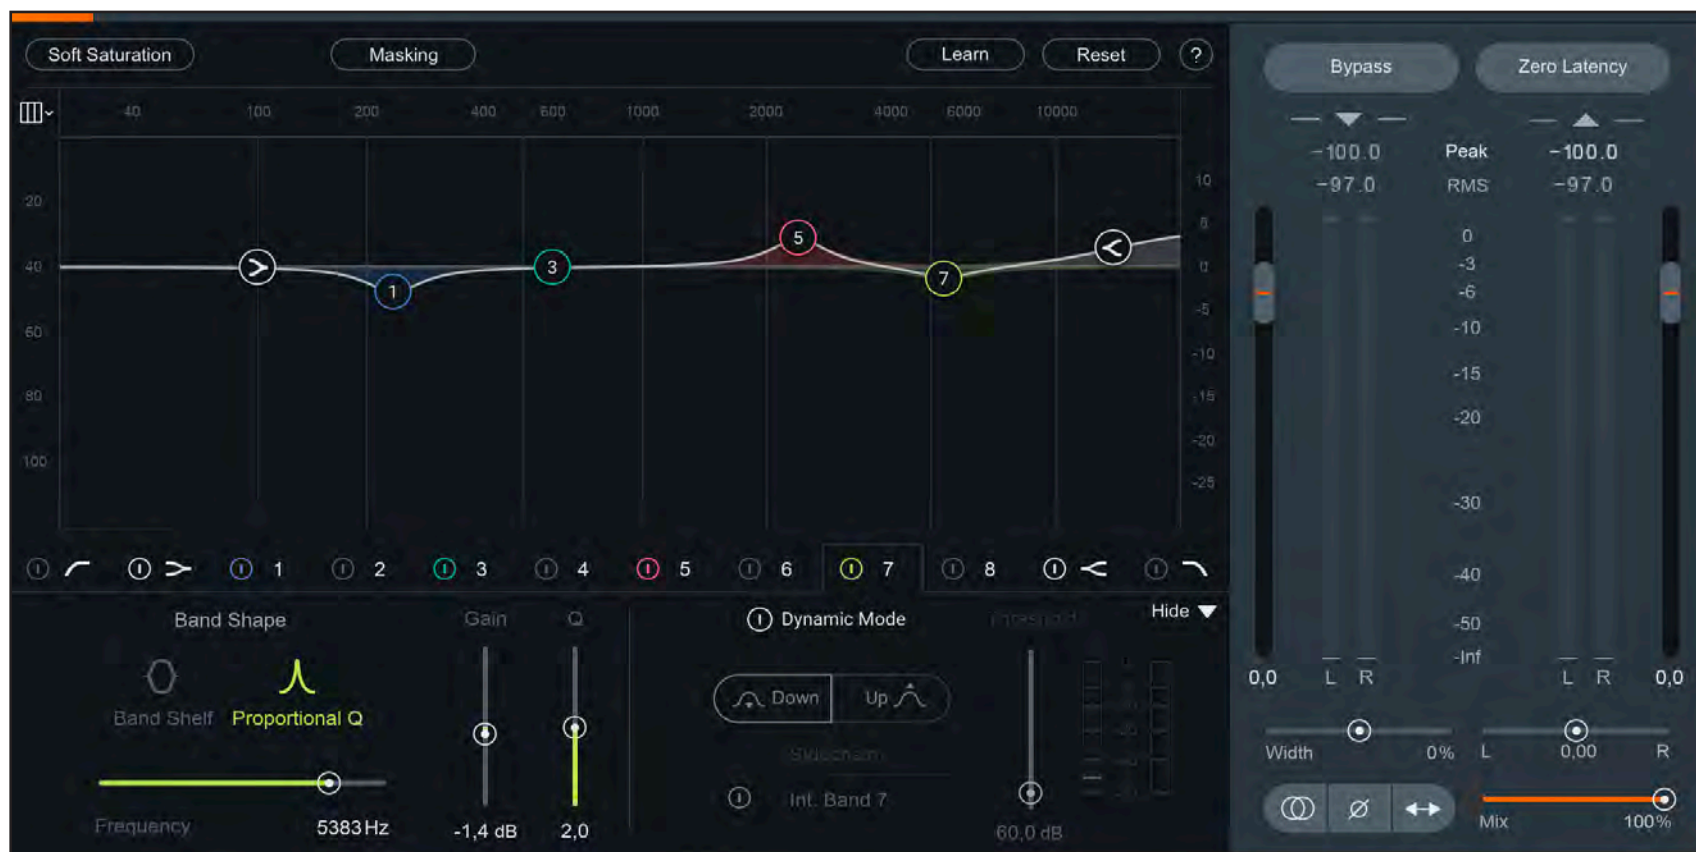 Soft Saturation Masking Learn Reset ?
40 100 200 400 600 1000 2000 4000 6000 10000
20
40
60
80
100
10
5
0
-5
-10
-15
-20
-25
1 3 5 7
1 2 3 4 5 6 7 8
Band Shape Gain Q
Band Shelf Proportional Q
Frequency 5383 Hz -1,4 dB 2,0
Dynamic Mode Threshold Hide
Down Up
Sidechain
Int. Band 7
60,0 dB
Bypass Zero Latency
-100.0 Peak -100.0
-97.0 RMS -97.0
0
-3
-6
-10
-15
-20
-30
-40
-50
-Inf
0,0 L R L R 0,0
Width 0% L 0,00 R
Mix 100%